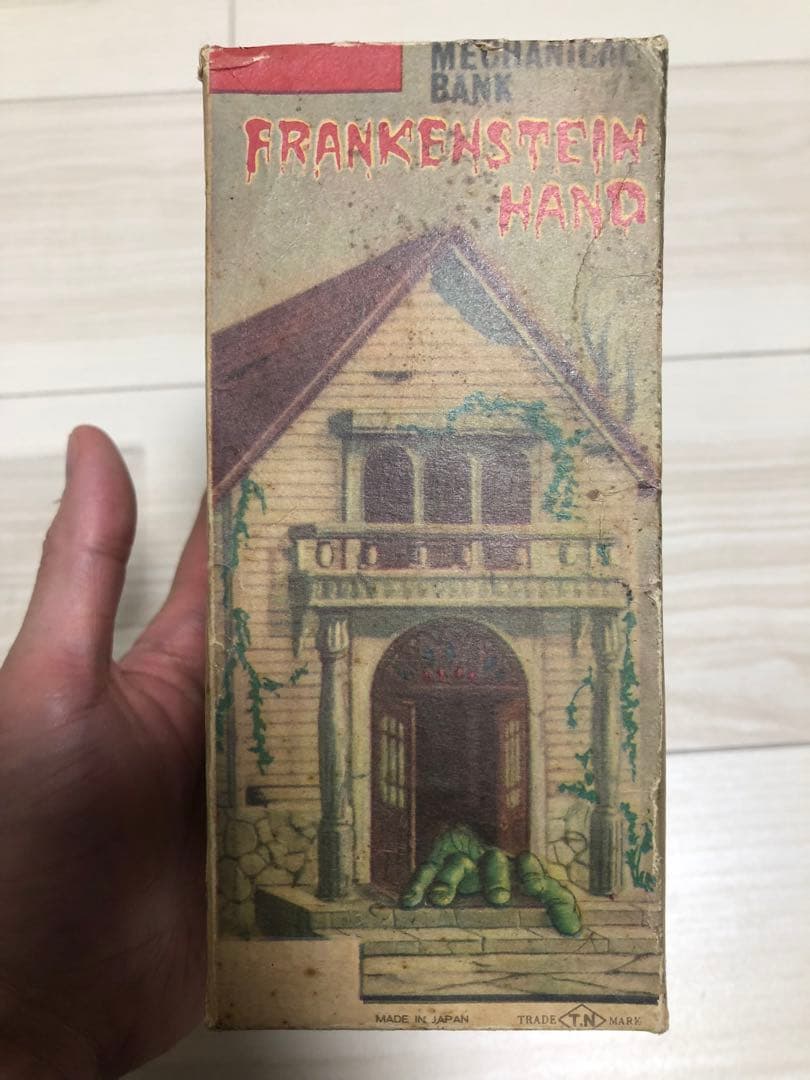 MECHANICAL
BANK
FRANKENSTEIN
HAND
MADE IN JAPAN
TRADE T.N MARK